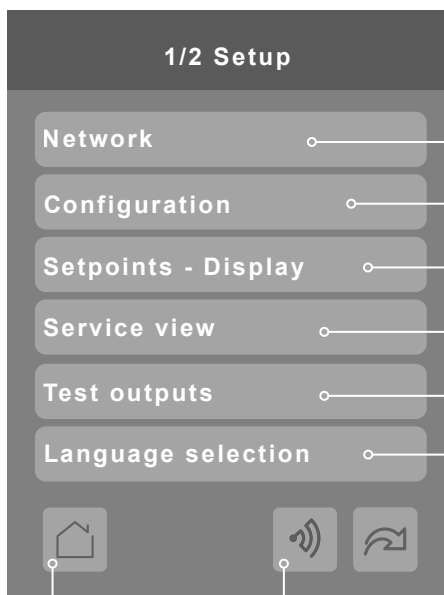 1/2 Setup
Network
Configuration
Setpoints - Display
Service view
Test outputs
Language selection